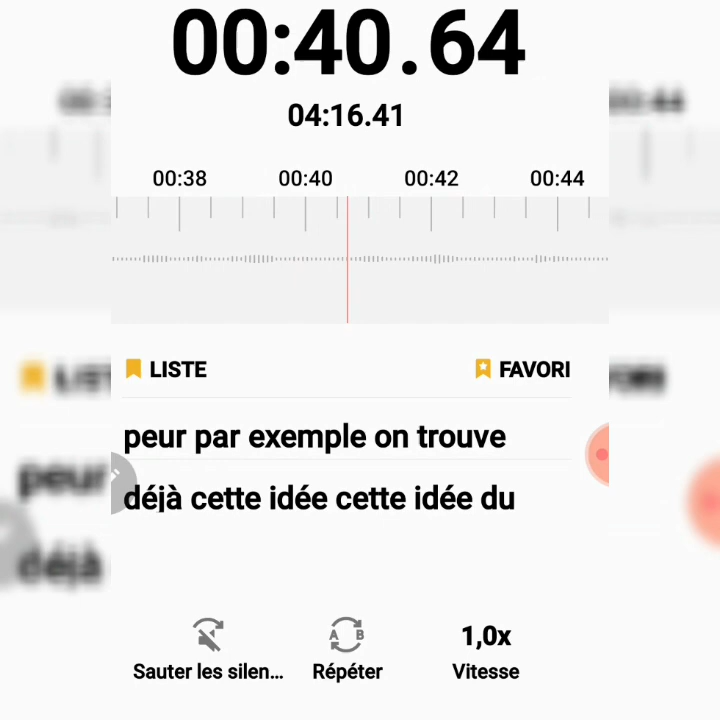 00:40.64
04:16.41
00:38 00:40 00:42 00:44
LISTE FAVORI
peur par exemple on trouve
déjà cette idée cette idée du
A B 1,0x
Sauter les silen... Répéter Vitesse